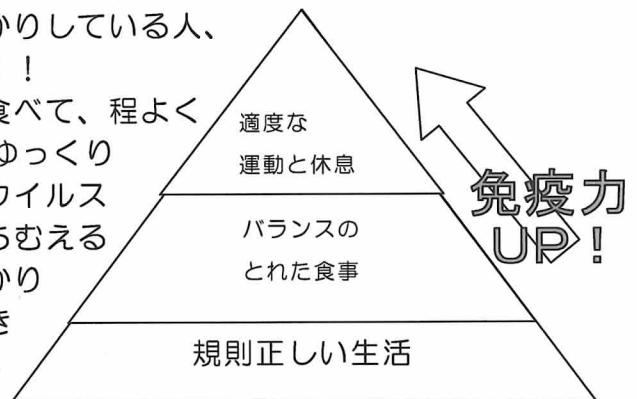 かりしている人、
！
食べて、程よく
ゆっくり
ウイルス
ちむえる
かり
き
適度な
運動と休息
バランスの
とれた食事
規則正しい生活
免疫力
UP！